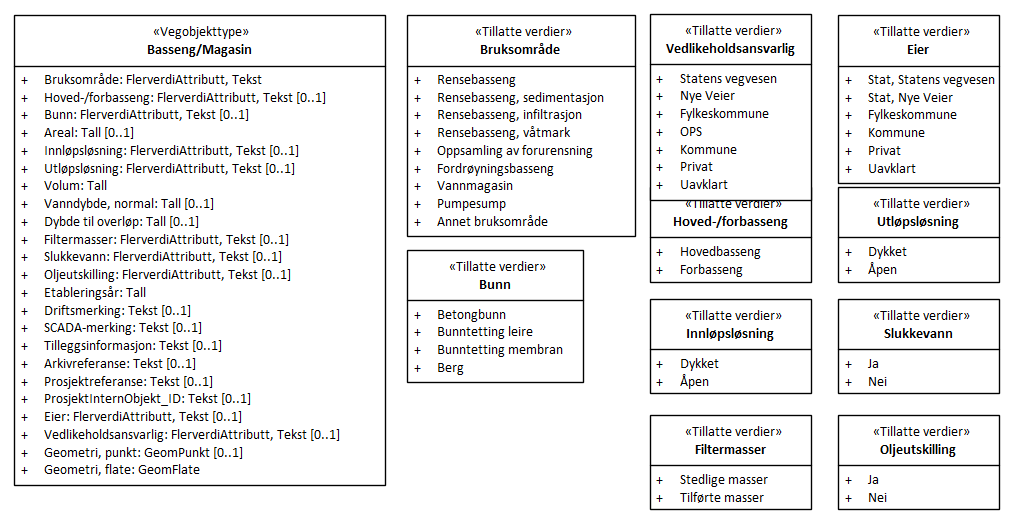 «Vegobjekttype»
Basseng/Magasin
+ Bruksområde: FlerverdiAttributt, Tekst
+ Hoved-/forbasseng: FlerverdiAttributt, Tekst [0..1]
+ Bunn: FlerverdiAttributt, Tekst [0..1]
+ Areal: Tall [0..1]
+ Innløpsløsning: FlerverdiAttributt, Tekst [0..1]
+ Utløpsløsning: FlerverdiAttributt, Tekst [0..1]
+ Volum: Tall
+ Vanndybde, normal: Tall [0..1]
+ Dybde til overløp: Tall [0..1]
+ Filtermasser: FlerverdiAttributt, Tekst [0..1]
+ Slukkevann: FlerverdiAttributt, Tekst [0..1]
+ Oljeutskilling: FlerverdiAttributt, Tekst [0..1]
+ Etableringsår: Tall
+ Driftsmerking: Tekst [0..1]
+ SCADA-merking: Tekst [0..1]
+ Tilleggsinformasjon: Tekst [0..1]
+ Arkivreferanse: Tekst [0..1]
+ Prosjektreferanse: Tekst [0..1]
+ ProsjektInternObjekt_ID: Tekst [0..1]
+ Eier: FlerverdiAttributt, Tekst [0..1]
+ Vedlikeholdsansvarlig: FlerverdiAttributt, Tekst [0..1]
+ Geometri, punkt: GeomPunkt [0..1]
+ Geometri, flate: GeomFlate
«Tillatte verdier»
Bruksområde
+ Rensebasseng
+ Rensebasseng, sedimentasjon
+ Rensebasseng, infiltrasjon
+ Rensebasseng, våtmark
+ Oppsamling av forurensning
+ Fordrøyningsbasseng
+ Vannmagasin
+ Pumpesump
+ Annet bruksområde
«Tillatte verdier»
Bunn
+ Betongbunn
+ Bunntetting leire
+ Bunntetting membran
+ Berg
«Tillatte verdier»
Vedlikeholdsansvarlig
+ Statens vegvesen
+ Nye Veier
+ Fylkeskommune
+ OPS
+ Kommune
+ Privat
+ Uavklart
«Tillatte verdier»
Hoved-/forbasseng
+ Hovedbasseng
+ Forbasseng
«Tillatte verdier»
Innløpsløsning
+ Dykket
+ Åpen
«Tillatte verdier»
Filtermasser
+ Stedlige masser
+ Tilførte masser
«Tillatte verdier»
Eier
+ Stat, Statens vegvesen
+ Stat, Nye Veier
+ Fylkeskommune
+ Kommune
+ Privat
+ Uavklart
«Tillatte verdier»
Utløpsløsning
+ Dykket
+ Åpen
«Tillatte verdier»
Slukkevann
+ Ja
+ Nei
«Tillatte verdier»
Oljeutskilling
+ Ja
+ Nei